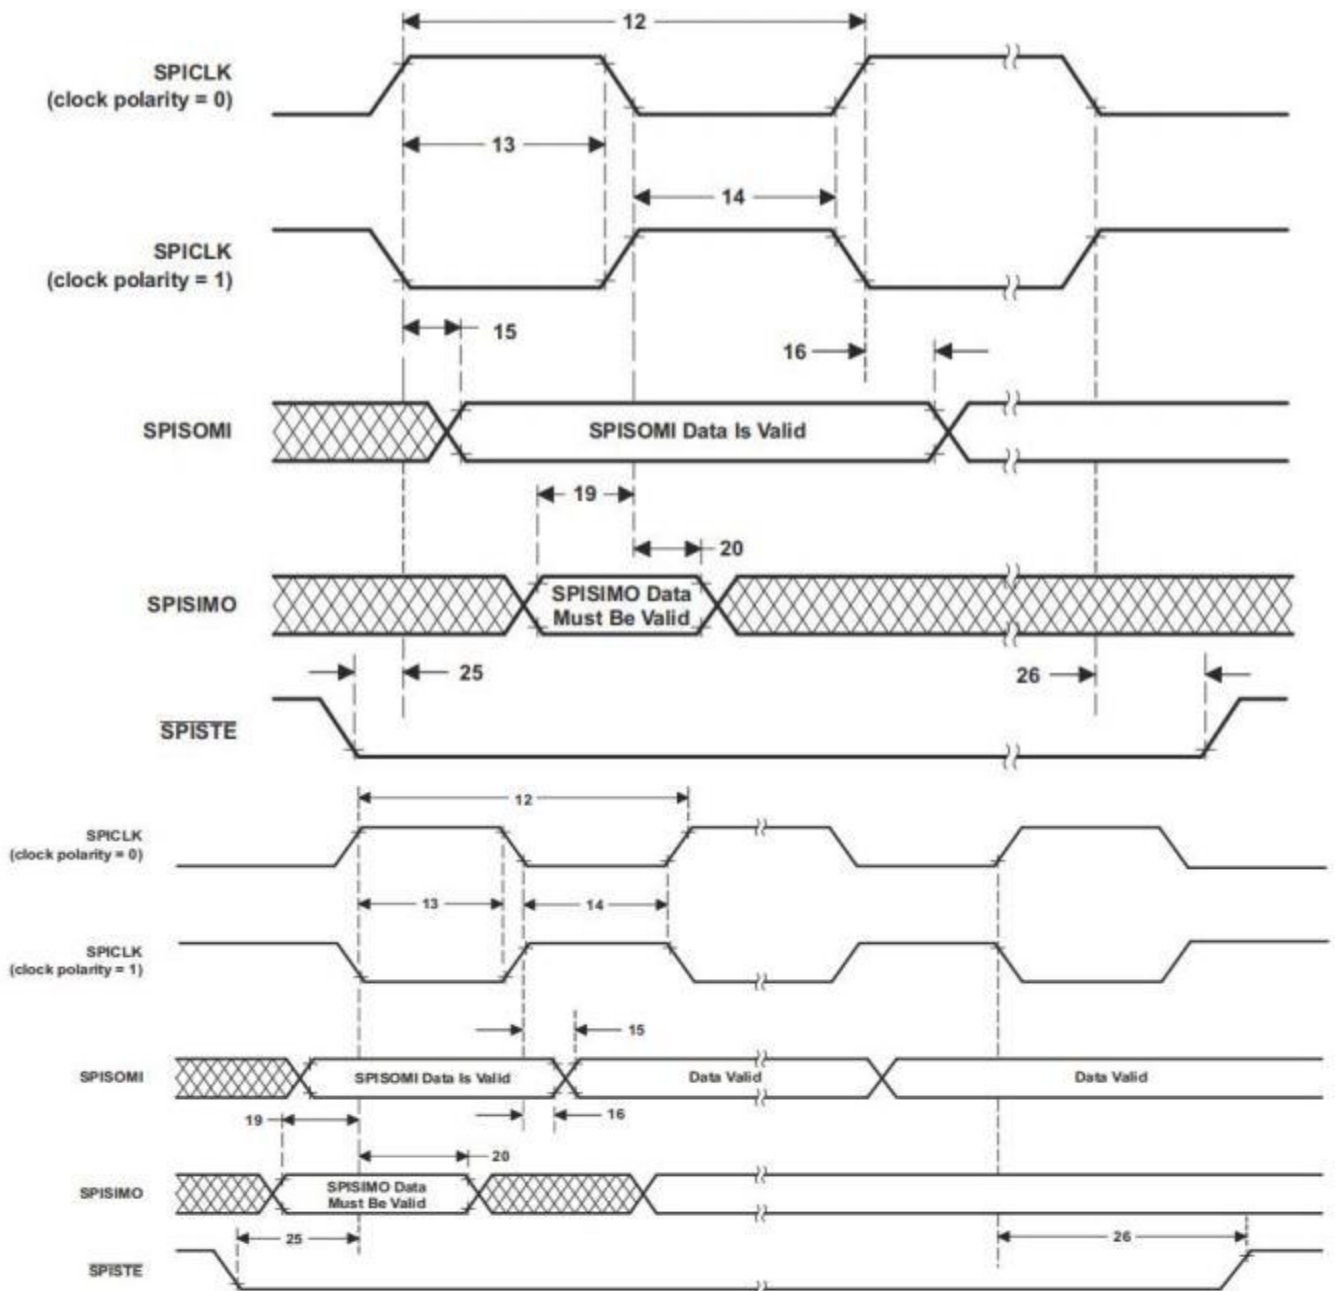 12
SPICLK
(clock polarity = 0)
13
14
SPICLK
(clock polarity = 1)
15
16
SPISOMI
SPISOMI Data Is Valid
19
20
SPISIMO
SPISIMO Data
Must Be Valid
25
26
SPISTE
12
SPICLK
(clock polarity = 0)
13
14
SPICLK
(clock polarity = 1)
15
SPISOMI
SPISOMI Data Is Valid
Data Valid
Data Valid
19
16
20
SPISIMO
SPISIMO Data
Must Be Valid
25
26
SPISTE